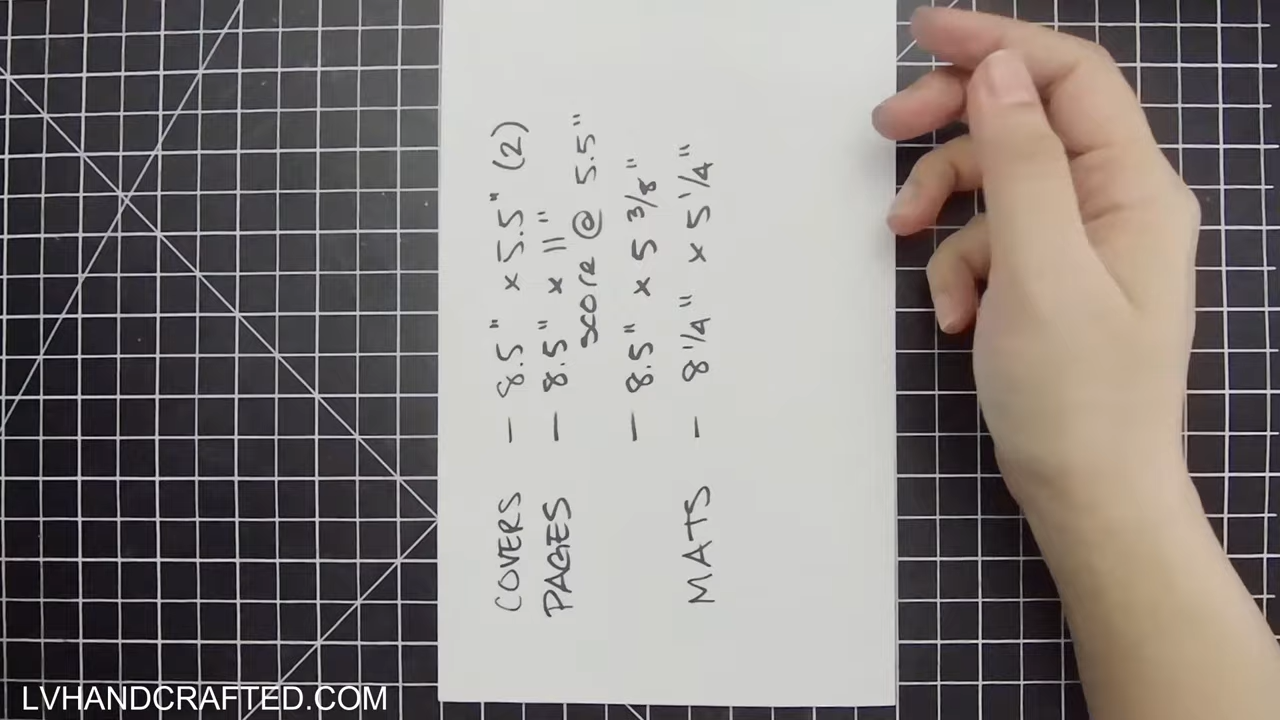 COVERS – 8.5" x 5.5" (2)
PAGES – 8.5" x 11"
score @ 5.5"
– 8.5" x 5 3/8"
MATS – 8 1/4" x 5 1/4"
LVHANDCRAFTED.COM